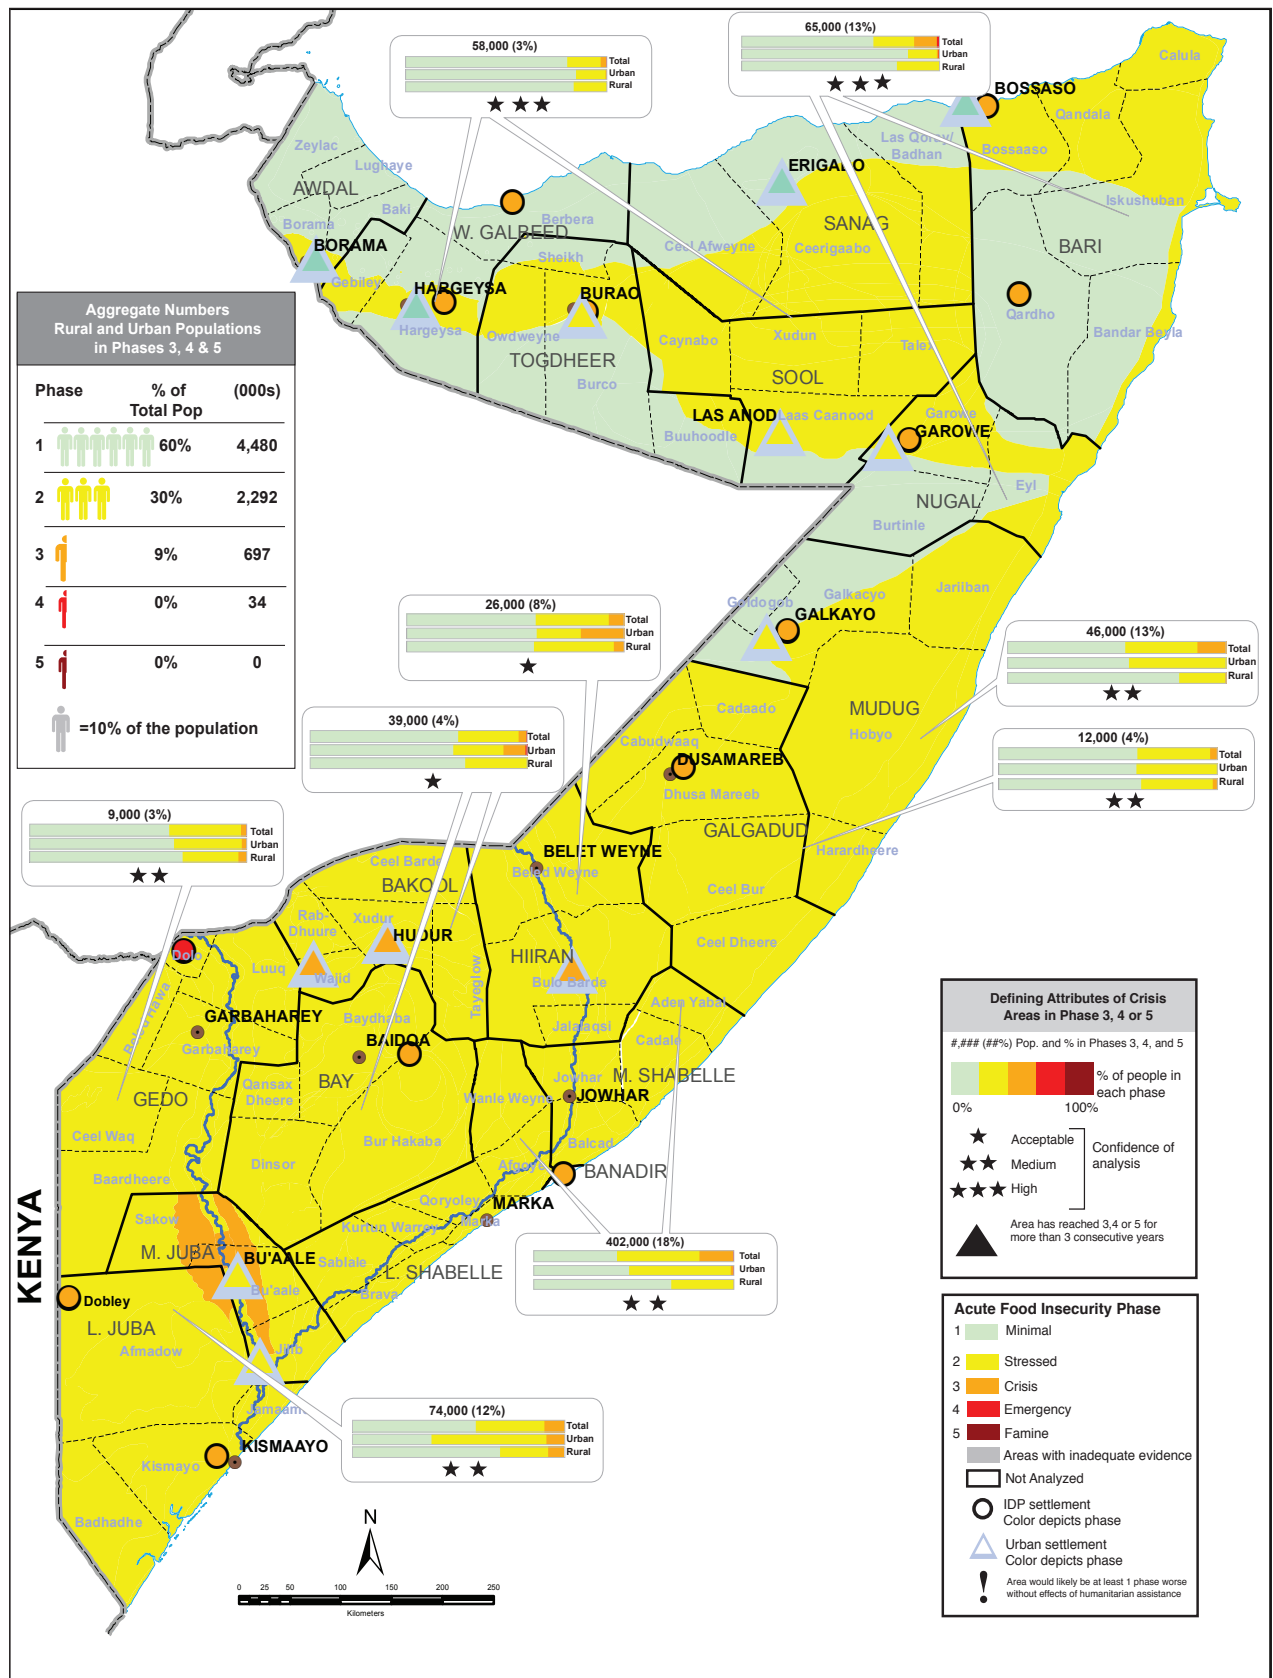 58,000 (3%)
Total
Urban
Rural
65,000 (13%)
Total
Urban
Rural
Calula
BOSSASO
Qandala
Las Qoray/
Badhan
Bossaaso
Zeylac
Lughaye
AWDAL
ERIGABO
Iskushuban
Baki
Borama
Berbera
W. GALBEED
SANAG
BARI
BORAMA
Ceel Afweyne
Ceerigaabo
Sheikh
Gebiley
HARGEYSA
BURAO
Qardho
Hargeysa
Owdweyne
Caynabo
Xudun
Talex
Bandar Beyla
TOGDHEER
Burco
SOOL
LAS ANOD
Laas Caanood
Garowe
GAROWE
Buuhoodle
Eyl
NUGAL
Burtinle
Aggregate Numbers
Rural and Urban Populations
in Phases 3, 4 & 5
Phase
% of
Total Pop
(000s)
1 60% 4,480
2 30% 2,292
3 9% 697
4 0% 34
5 0% 0
=10% of the population
Jariiban
Galkacyo
Goldogob
GALKAYO
26,000 (8%)
Total
Urban
Rural
46,000 (13%)
Total
Urban
Rural
39,000 (4%)
Total
Urban
Rural
Cadaado
MUDUG
Hobyo
Cabudwaaq
DUSAMAREB
Dhusa Mareeb
12,000 (4%)
Total
Urban
Rural
9,000 (3%)
Total
Urban
Rural
GALGADUD
Harardheere
BELET WEYNE
Beled Weyne
Ceel Barde
BAKOOL
Ceel Bur
Rab-
Dhuure
Xudur
HUDUR
Ceel Dheere
HIIRAN
Dolo
Luuq
Wajid
Tayeglow
Bulo Barde
Aden Yabal
Beled Hawa
GARBAHAREY
Garbaharey
Baydhaba
BAIDOA
Jalalaqsi
Cadale
BAY
Qansax
Dheere
Jowhar
M. SHABELLE
JOWHAR
GEDO
Wanle Weyne
Ceel Waq
Bur Hakaba
Balcad
Dinsor
Afgoye
BANADIR
Baardheere
Qoryoley
MARKA
Marka
Sakow
Kurtun Warrey
KENYA
M. JUBA
BU'AALE
Bu'aale
Sablale
L. SHABELLE
Brava
402,000 (18%)
Total
Urban
Rural
Dobley
L. JUBA
Afmadow
Jilib
Jamaame
74,000 (12%)
Total
Urban
Rural
KISMAAYO
Kismayo
Badhadhe
N
0 25 50 100 150 200 250
Kilometers
Defining Attributes of Crisis
Areas in Phase 3, 4 or 5
#,### (##%) Pop. and % in Phases 3, 4, and 5
% of people in
each phase
0% 100%
Acceptable
Medium
High
Confidence of
analysis
Area has reached 3,4 or 5 for
more than 3 consecutive years
Acute Food Insecurity Phase
1 Minimal
2 Stressed
3 Crisis
4 Emergency
5 Famine
Areas with inadequate evidence
Not Analyzed
IDP settlement
Color depicts phase
Urban settlement
Color depicts phase
! Area would likely be at least 1 phase worse
without effects of humanitarian assistance